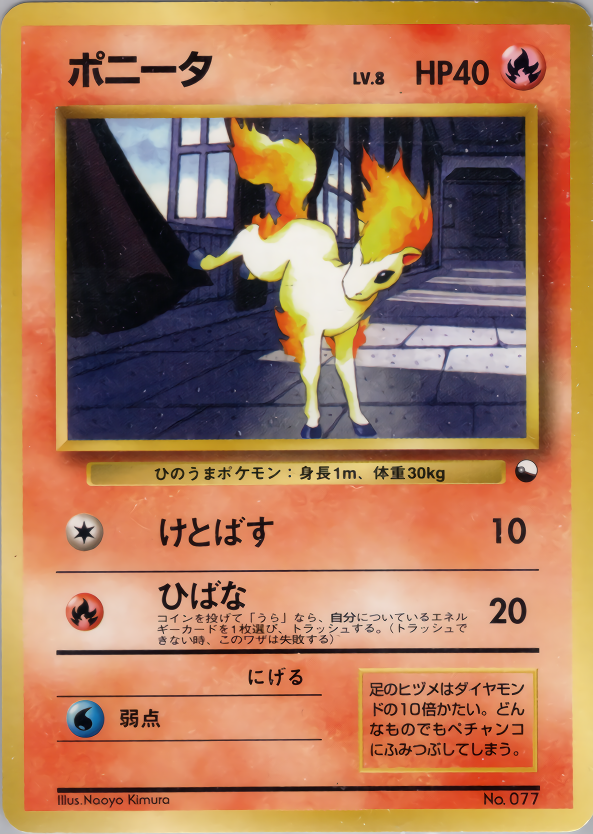 ポニータ LV.8 HP40
ひのうまポケモン：身長1m、体重30kg
けとばす 10
ひばな 20
コインを投げて「うら」なら、自分についているエネル
ギーカードを1枚選び、トラッシュする。（トラッシュで
きない時、このワザは失敗する）
にげる
弱点
足のヒヅメはダイヤモン
ドの10倍かたい。どん
なものでもペチャンコ
にふみつぶしてしまう。
Illus.Naoyo Kimura No. 077